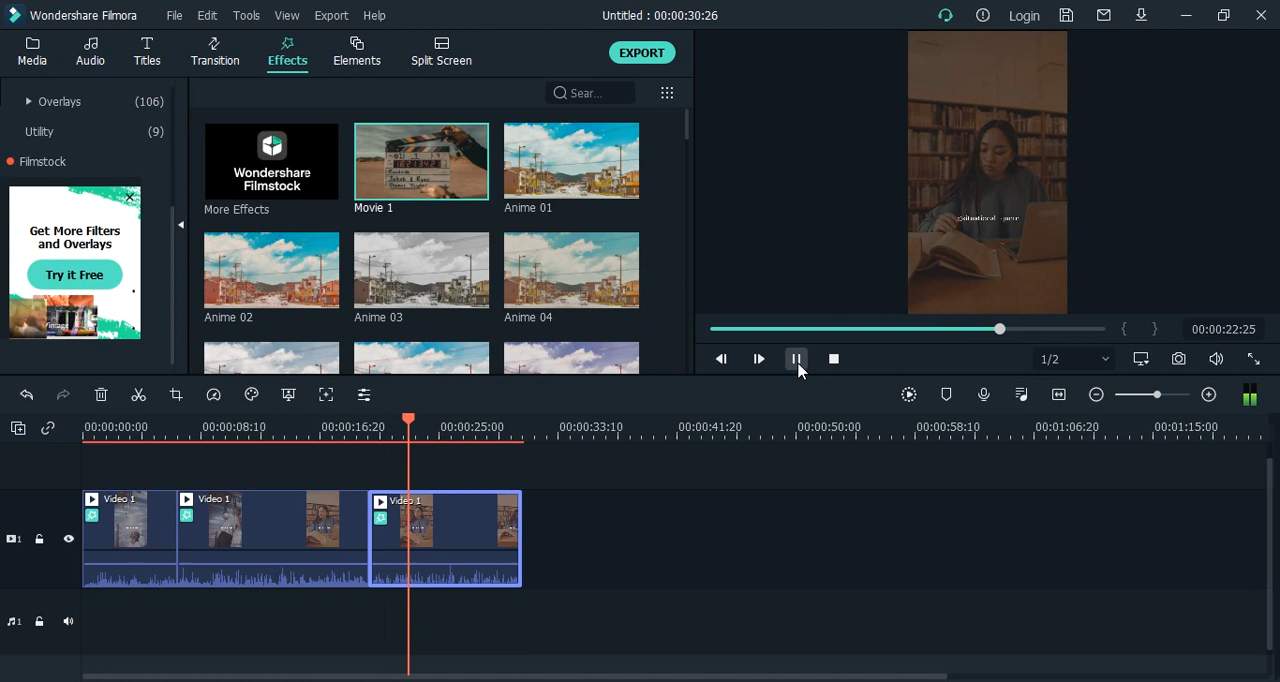 Wondershare Filmora File Edit Tools View Export Help Untitled : 00:00:30:26 Login
Media Audio Titles Transition Effects Elements Split Screen EXPORT
Overlays (106)
Utility (9)
Filmstock
Get More Filters
and Overlays
Try it Free
Vintage
Sear...
Wondershare
Filmstock
More Effects
Movie 1
Anime 01
Anime 02
Anime 03
Anime 04
{ } 00:00:22:25
1/2
00:00:00:00 00:00:08:10 00:00:16:20 00:00:25:00 00:00:33:10 00:00:41:20 00:00:50:00 00:00:58:10 00:01:06:20 00:01:15:00
Video 1 Video 1 Video 1
1
1